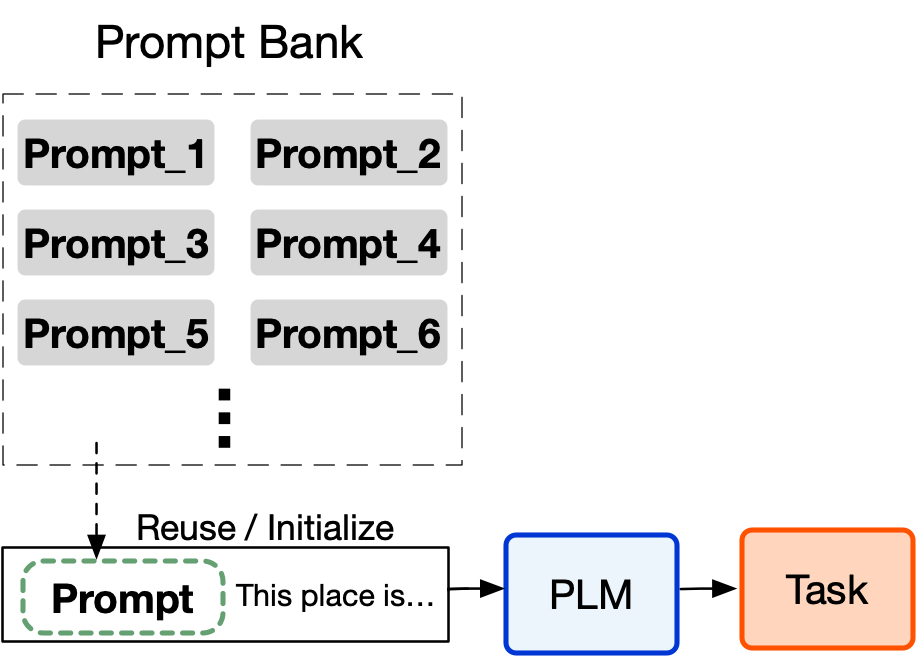 Prompt Bank
Prompt_1 Prompt_2
Prompt_3 Prompt_4
Prompt_5 Prompt_6
Reuse / Initialize
Prompt This place is...
PLM
Task